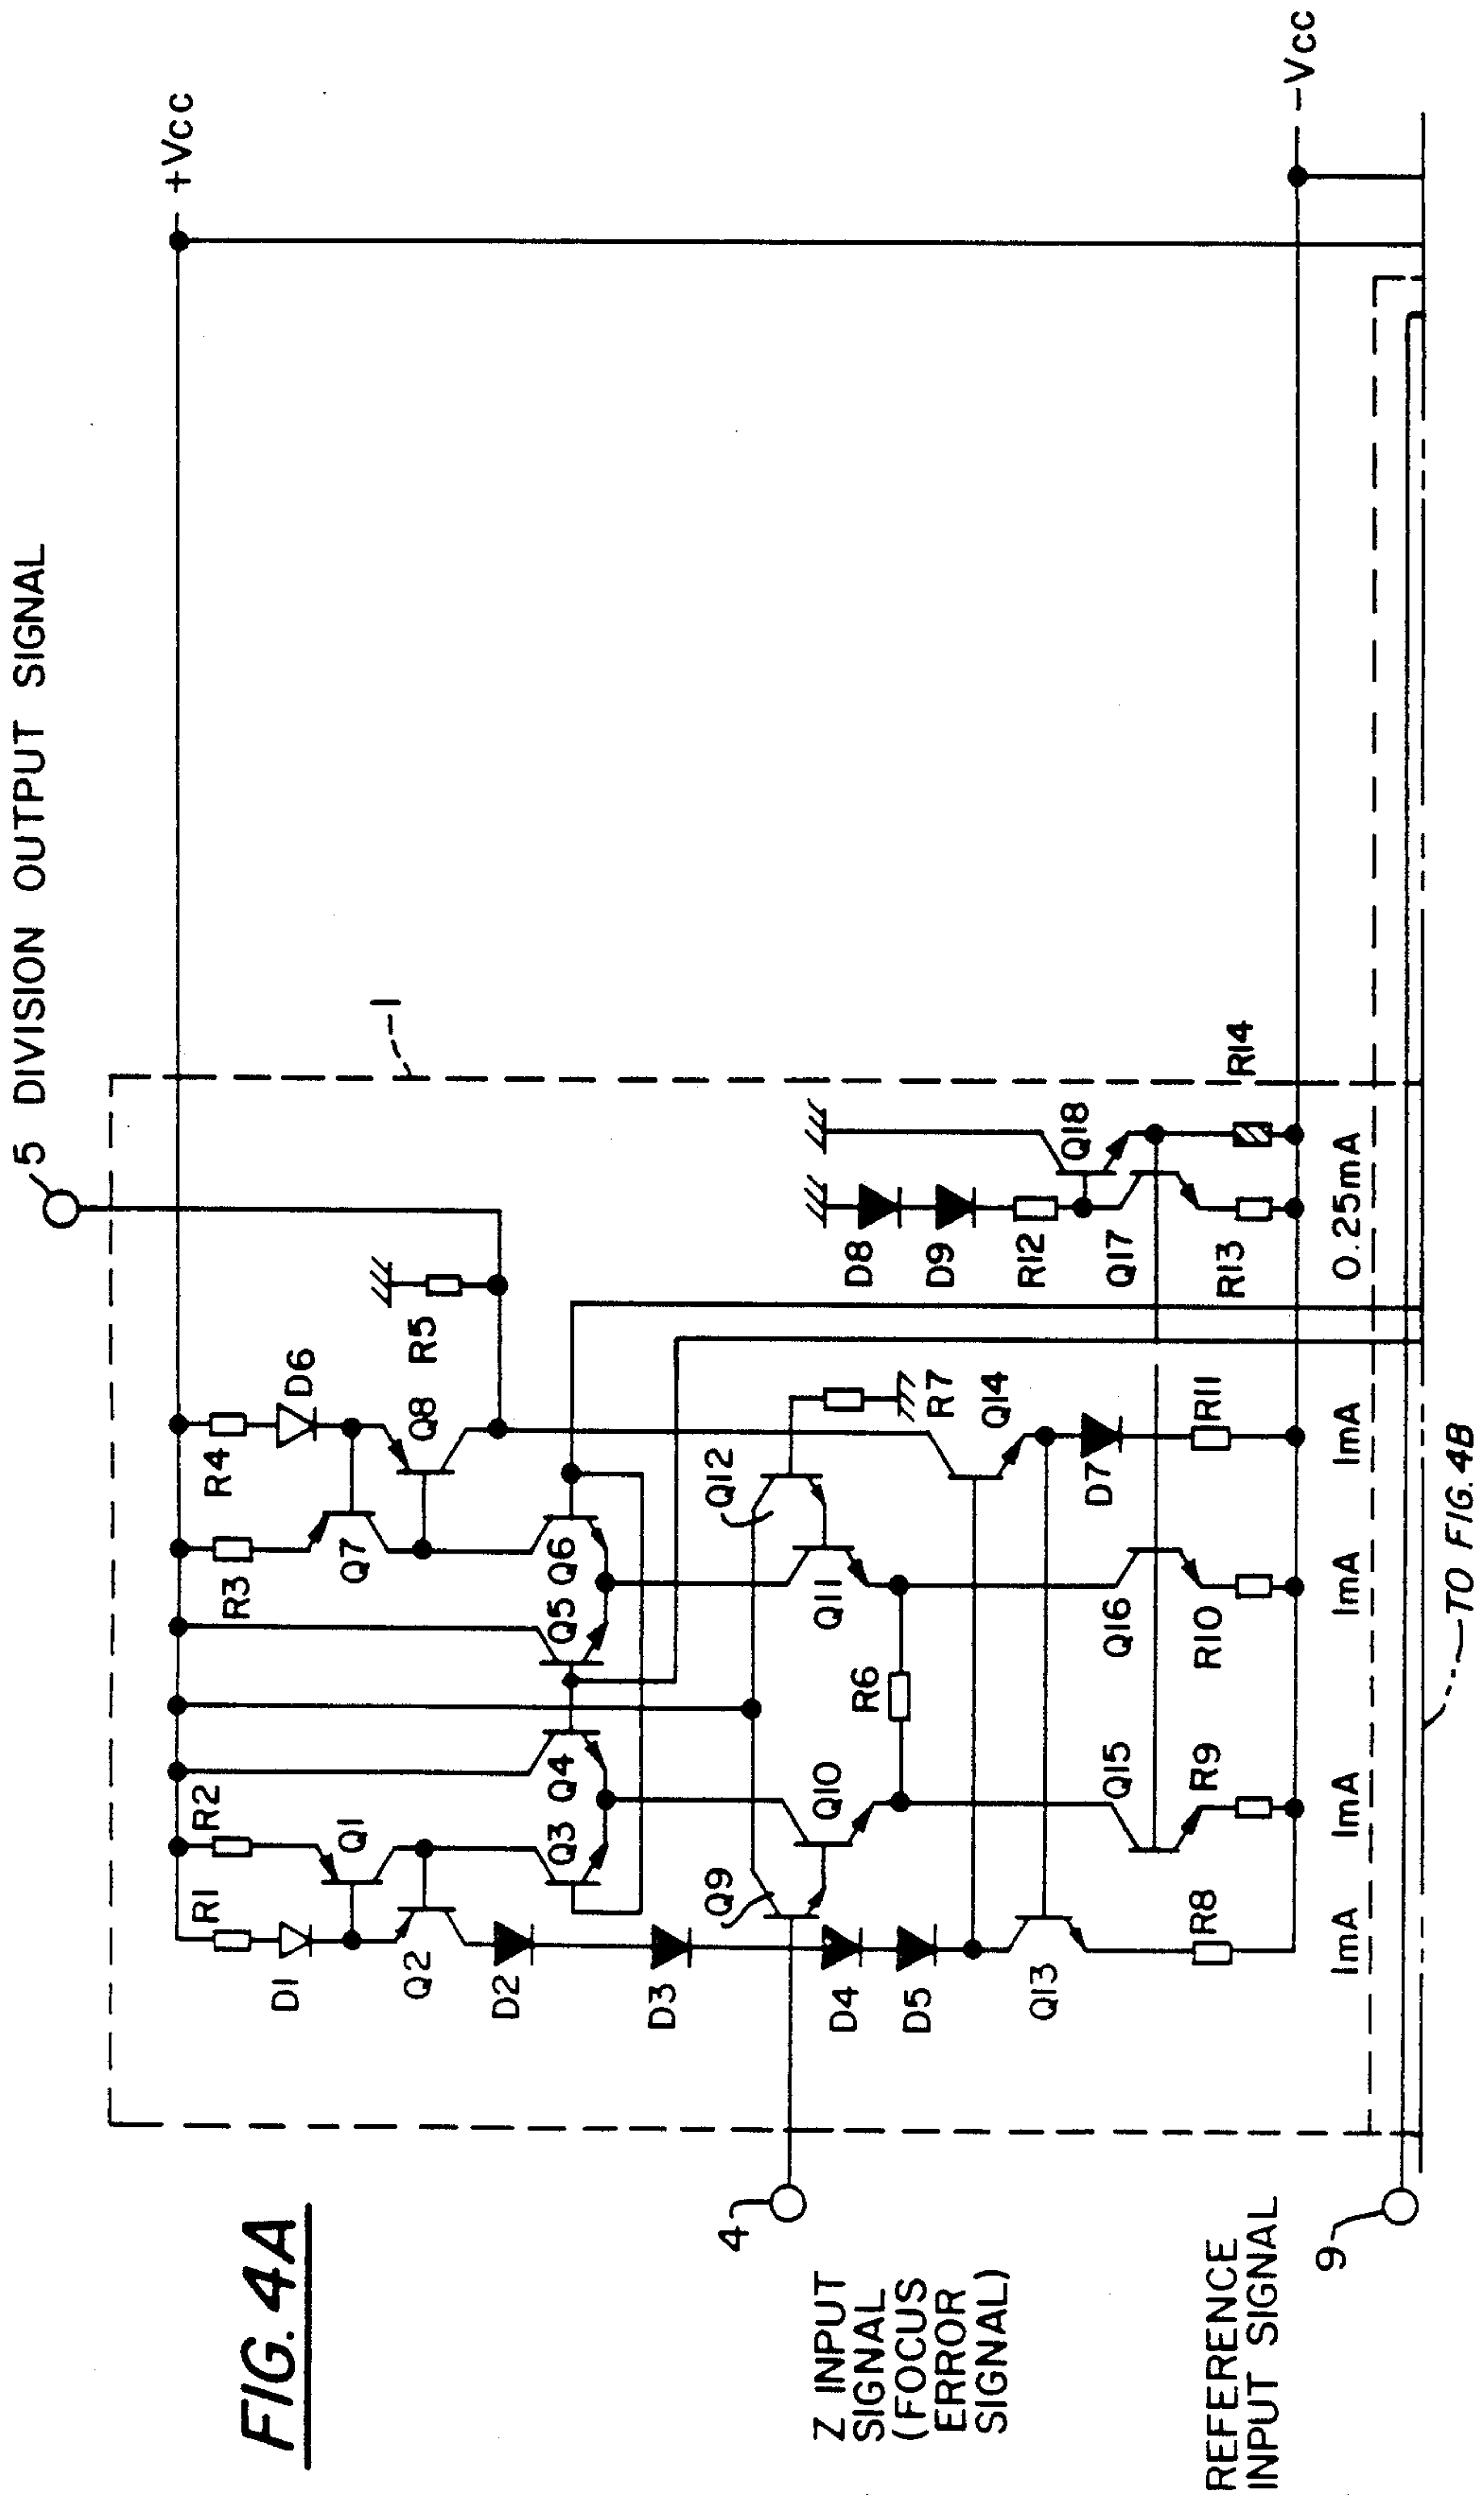 FIG. 4A
5 DIVISION OUTPUT SIGNAL
+Vcc
1
R1
R2
R3
R4
D1
Q1
Q7
D6
Q2
Q8
R5
D2
Q3
Q4
Q5
Q6
D3
Q9
Q12
4
Z INPUT
SIGNAL
(FOCUS
ERROR
SIGNAL)
D4
Q10
Q11
D8
D5
R6
R7
D9
Q14
R12
Q18
Q13
D7
Q15
Q16
Q17
R8
R9
R10
R11
R13
R14
-Vcc
REFERENCE
INPUT SIGNAL
1mA
1mA
1mA
1mA
0.25mA
9
TO FIG. 4B